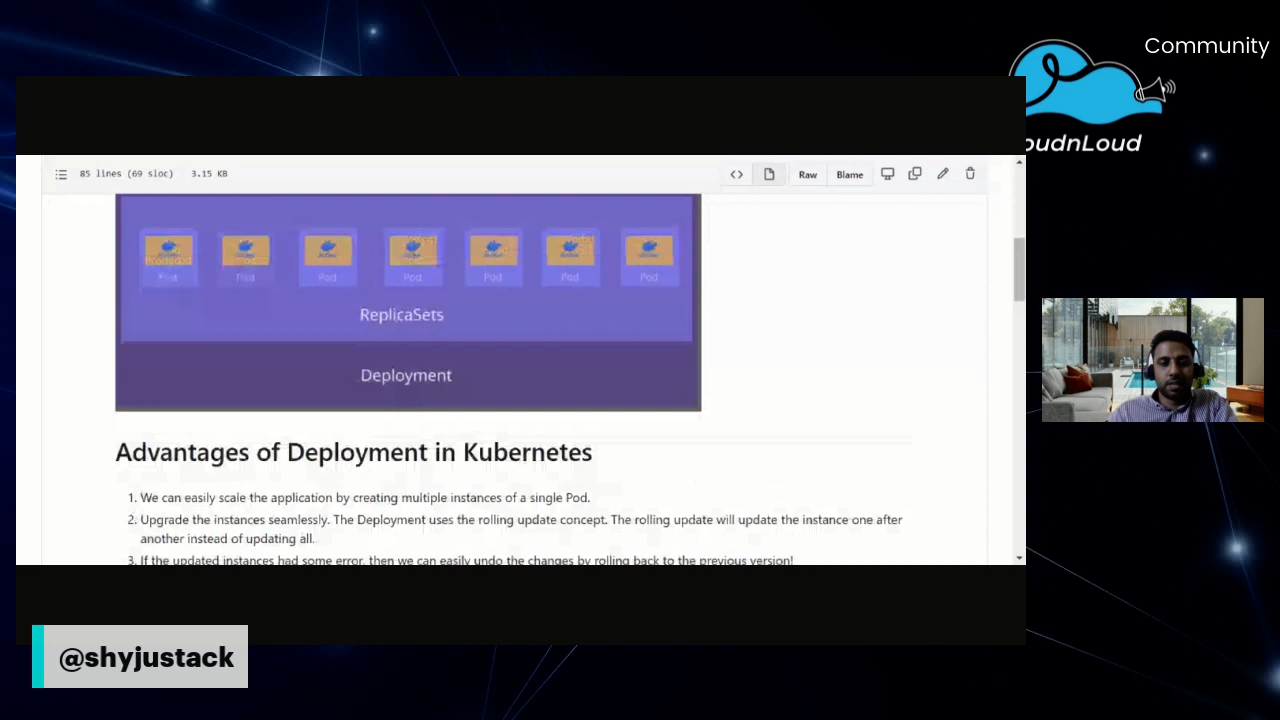 Community
oudnLoud
85 lines (69 sloc) 3.15 KB
Raw
Blame
Pod
Pod
Pod
Pod
Pod
Pod
Pod
ReplicaSets
Deployment
Advantages of Deployment in Kubernetes
1. We can easily scale the application by creating multiple instances of a single Pod.
2. Upgrade the instances seamlessly. The Deployment uses the rolling update concept. The rolling update will update the instance one after
another instead of updating all.
3. If the updated instances had some error, then we can easily undo the changes by rolling back to the previous version!
@shyjustack